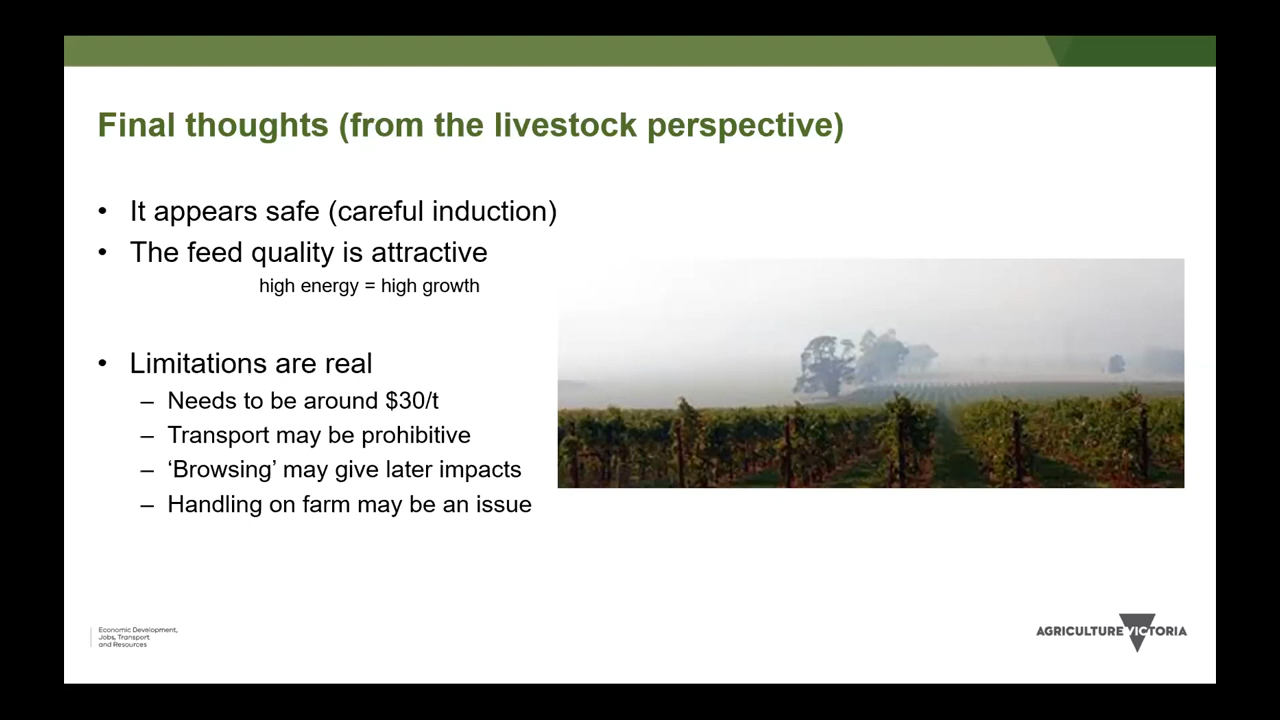 Final thoughts (from the livestock perspective)
• It appears safe (careful induction)
• The feed quality is attractive
high energy = high growth
• Limitations are real
– Needs to be around $30/t
– Transport may be prohibitive
– ‘Browsing’ may give later impacts
– Handling on farm may be an issue
Economic Development,
Jobs, Transport
and Resources
AGRICULTURE VICTORIA